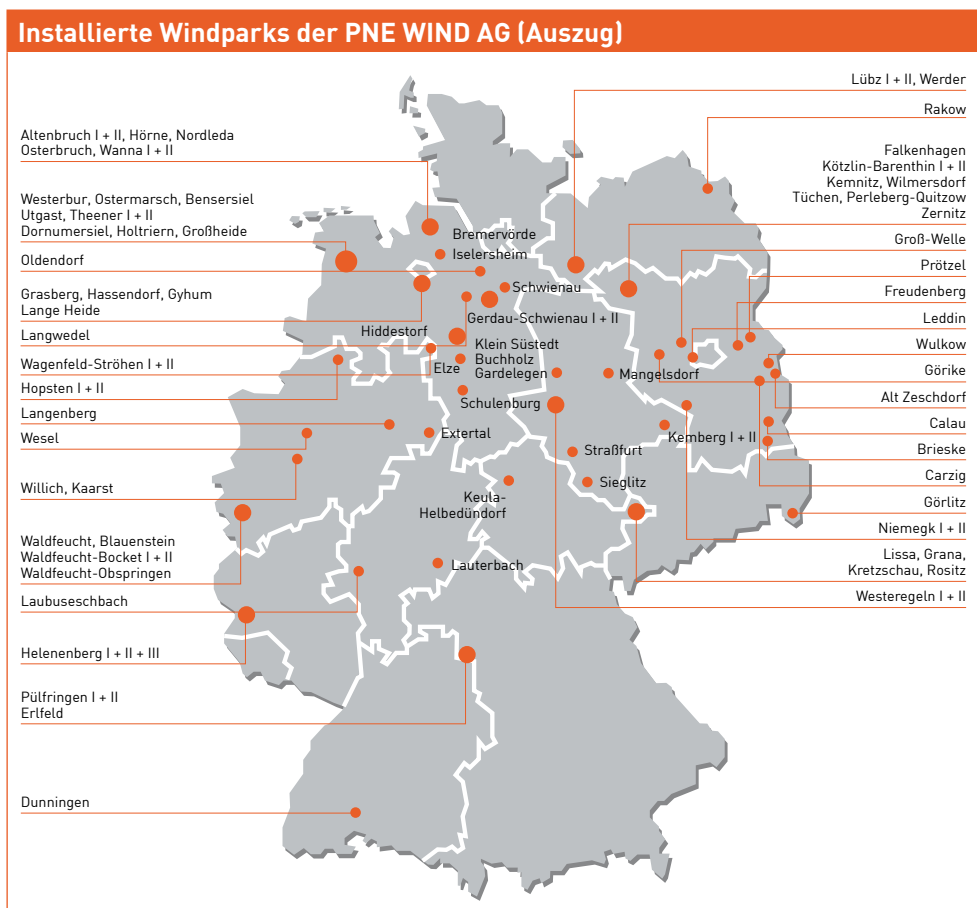 Installierte Windparks der PNE WIND AG (Auszug)
Altenbruch I + II, Hörne, Nordleda
Osterbruch, Wanna I + II
Westerbur, Ostermarsch, Bensersiel
Utgast, Theener I + II
Dornumersiel, Holtriern, Großheide
Oldendorf
Grasberg, Hassendorf, Gyhum
Lange Heide
Langwedel
Wagenfeld-Ströhen I + II
Hopsten I + II
Langenberg
Wesel
Willich, Kaarst
Waldfeucht, Blauenstein
Waldfeucht-Bocket I + II
Waldfeucht-Obspringen
Laubuseschbach
Helenenberg I + II + III
Pülfringen I + II
Erlfeld
Dunningen
Bremervörde
Iselersheim
Schwienau
Gerdau-Schwienau I + II
Hiddestorf
Klein Süstedt
Elze
Buchholz
Gardelegen
Mangelsdorf
Schulenburg
Extertal
Kemberg I + II
Straßfurt
Sieglitz
Keula-
Helbedündorf
Lauterbach
Lübz I + II, Werder
Rakow
Falkenhagen
Kötzlin-Barenthin I + II
Kemnitz, Wilmersdorf
Tüchen, Perleberg-Quitzow
Zernitz
Groß-Welle
Prötzel
Freudenberg
Leddin
Wulkow
Görike
Alt Zeschdorf
Calau
Brieske
Carzig
Görlitz
Niemegk I + II
Lissa, Grana,
Kretzschau, Rositz
Westeregeln I + II